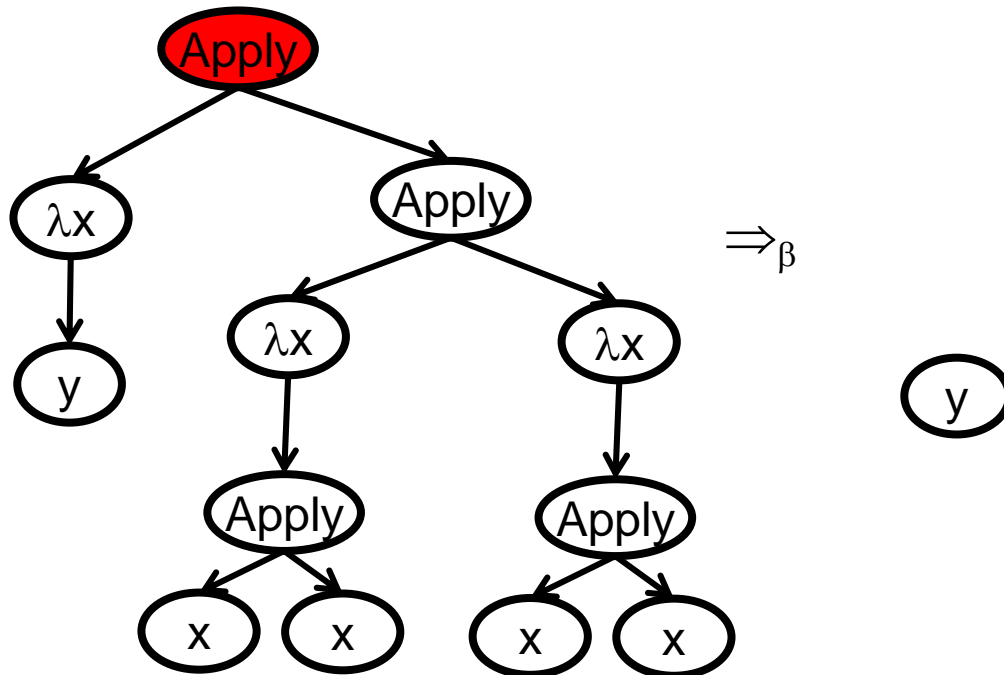 Apply
λx Apply
⇒β
λx λx
y y
Apply Apply
x x x x